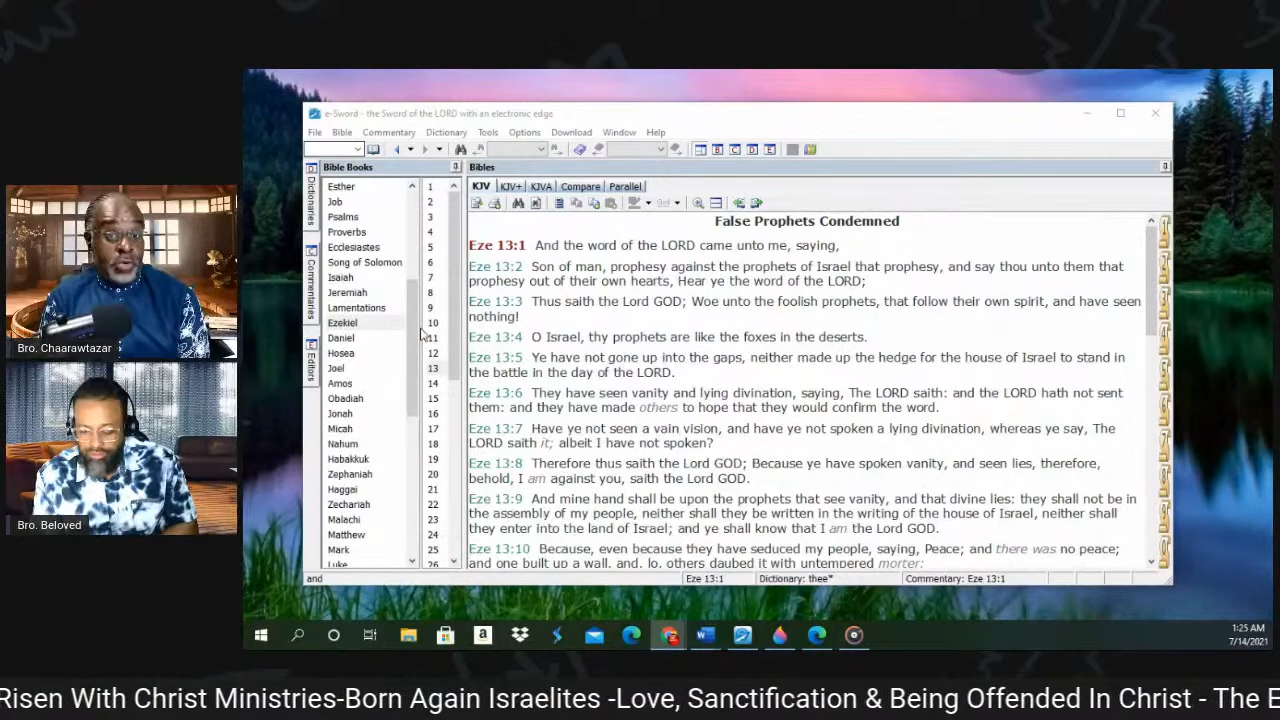 e-Sword - the Sword of the LORD with an electronic edge
File Bible Commentary Dictionary Tools Options Download Window Help
Bible Books
Bibles
Dictionaries
Commentaries
Editors
Esther 1
Job 2
Psalms 3
Proverbs 4
Ecclesiastes 5
Song of Solomon 6
Isaiah 7
Jeremiah 8
Lamentations 9
Ezekiel 10
Daniel 11
Hosea 12
Joel 13
Amos 14
Obadiah 15
Jonah 16
Micah 17
Nahum 18
Habakkuk 19
Zephaniah 20
Haggai 21
Zechariah 22
Malachi 23
Matthew 24
Mark 25
Luke 26
KJV KJV+ KJVA Compare Parallel
False Prophets Condemned
Eze 13:1 And the word of the LORD came unto me, saying,
Eze 13:2 Son of man, prophesy against the prophets of Israel that prophesy, and say thou unto them that
prophesy out of their own hearts, Hear ye the word of the LORD;
Eze 13:3 Thus saith the Lord GOD; Woe unto the foolish prophets, that follow their own spirit, and have seen
nothing!
Eze 13:4 O Israel, thy prophets are like the foxes in the deserts.
Eze 13:5 Ye have not gone up into the gaps, neither made up the hedge for the house of Israel to stand in
the battle in the day of the LORD.
Eze 13:6 They have seen vanity and lying divination, saying, The LORD saith: and the LORD hath not sent
them: and they have made others to hope that they would confirm the word.
Eze 13:7 Have ye not seen a vain vision, and have ye not spoken a lying divination, whereas ye say, The
LORD saith it; albeit I have not spoken?
Eze 13:8 Therefore thus saith the Lord GOD; Because ye have spoken vanity, and seen lies, therefore,
behold, I am against you, saith the Lord GOD.
Eze 13:9 And mine hand shall be upon the prophets that see vanity, and that divine lies: they shall not be in
the assembly of my people, neither shall they be written in the writing of the house of Israel, neither shall
they enter into the land of Israel; and ye shall know that I am the Lord GOD.
Eze 13:10 Because, even because they have seduced my people, saying, Peace; and there was no peace;
and one built up a wall, and, lo, others daubed it with untempered morter:
and
Eze 13:1
Dictionary: thee*
Commentary: Eze 13:1
1:25 AM
7/14/2021
Bro. Chaarawtazar
Bro. Beloved
Risen With Christ Ministries-Born Again Israelites -Love, Sanctification & Being Offended In Christ - The E